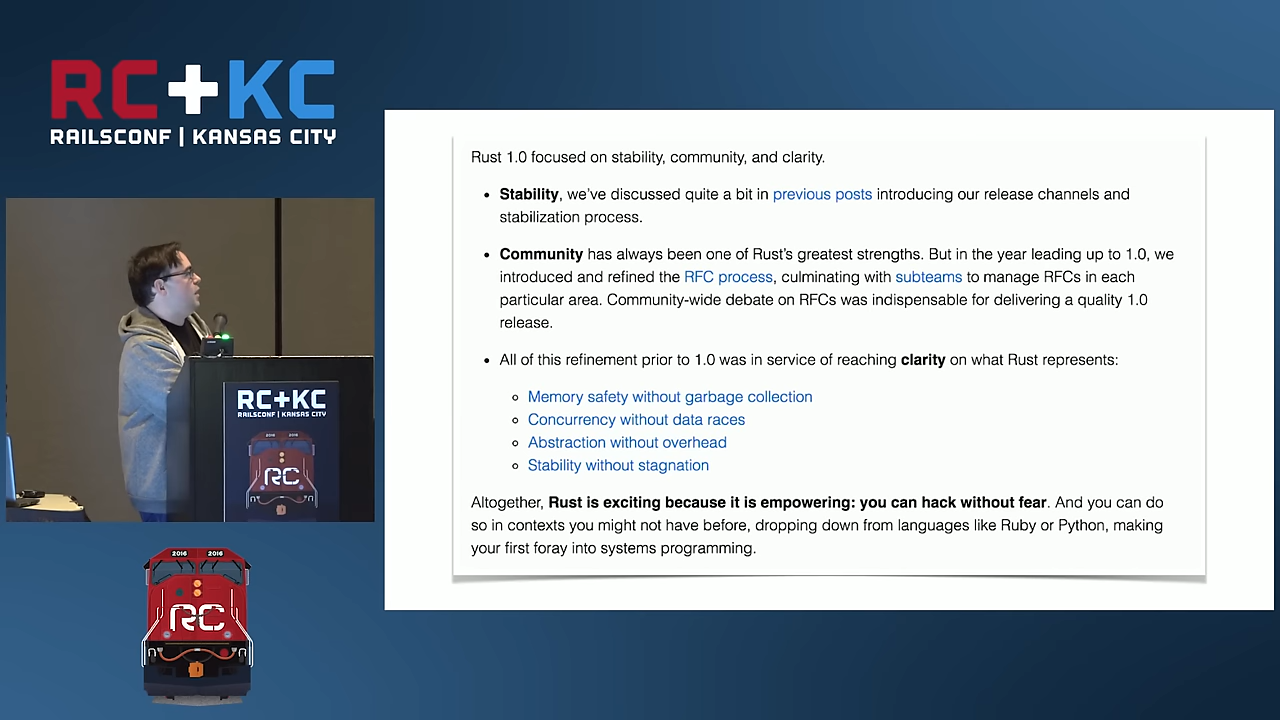 RC+KC
RAILSCONF | KANSAS CITY
RC+KC
RAILSCONF | KANSAS CITY
2016 2016
RC
2016 2016
RC
Rust 1.0 focused on stability, community, and clarity.
• Stability, we’ve discussed quite a bit in previous posts introducing our release channels and
stabilization process.
• Community has always been one of Rust’s greatest strengths. But in the year leading up to 1.0, we
introduced and refined the RFC process, culminating with subteams to manage RFCs in each
particular area. Community-wide debate on RFCs was indispensable for delivering a quality 1.0
release.
• All of this refinement prior to 1.0 was in service of reaching clarity on what Rust represents:
◦ Memory safety without garbage collection
◦ Concurrency without data races
◦ Abstraction without overhead
◦ Stability without stagnation
Altogether, Rust is exciting because it is empowering: you can hack without fear. And you can do
so in contexts you might not have before, dropping down from languages like Ruby or Python, making
your first foray into systems programming.